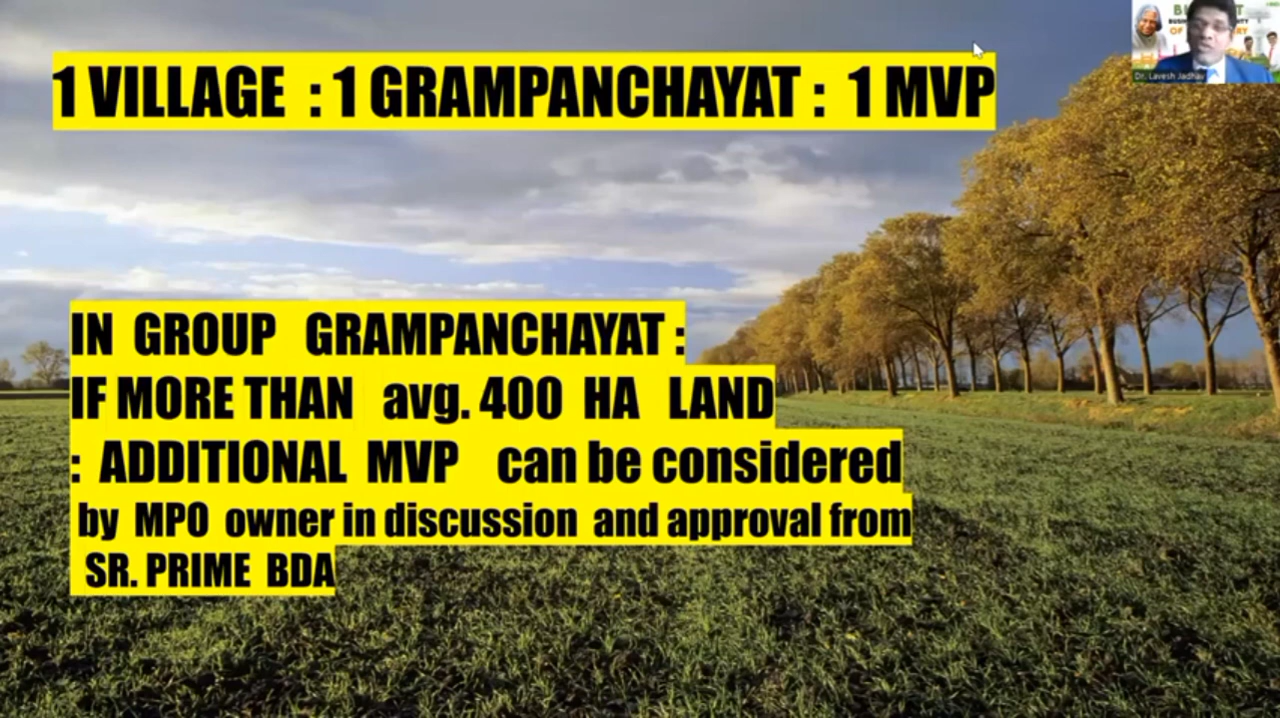 1 VILLAGE : 1 GRAMPANCHAYAT : 1 MVP
IN GROUP GRAMPANCHAYAT :
IF MORE THAN avg. 400 HA LAND
: ADDITIONAL MVP can be considered
by MPO owner in discussion and approval from
SR. PRIME BDA
Dr. Lavesh Jadhav